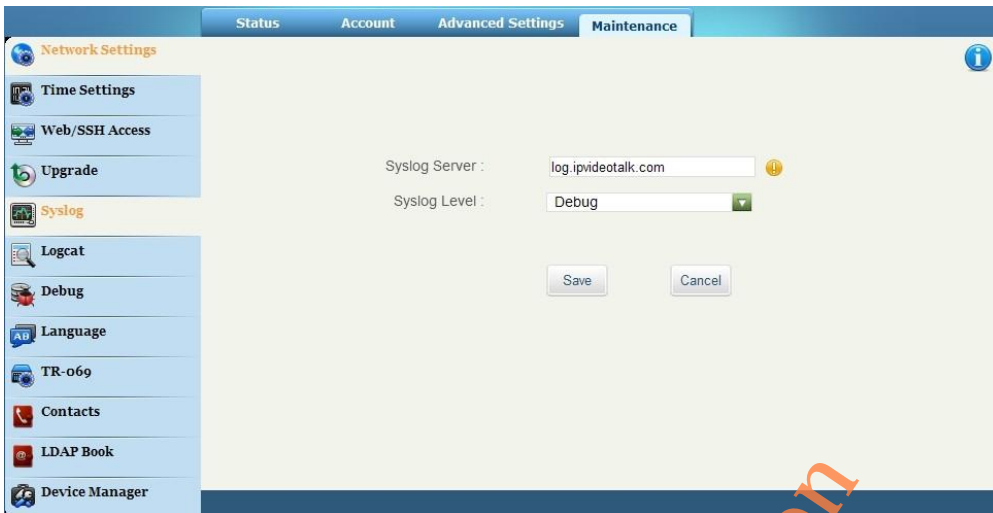 Status Account Advanced Settings Maintenance
Network Settings
Time Settings
Web/SSH Access
Upgrade
Syslog
Logcat
Debug
Language
TR-069
Contacts
LDAP Book
Device Manager
Syslog Server : log.ipvideotalk.com
Syslog Level : Debug
Save Cancel
on